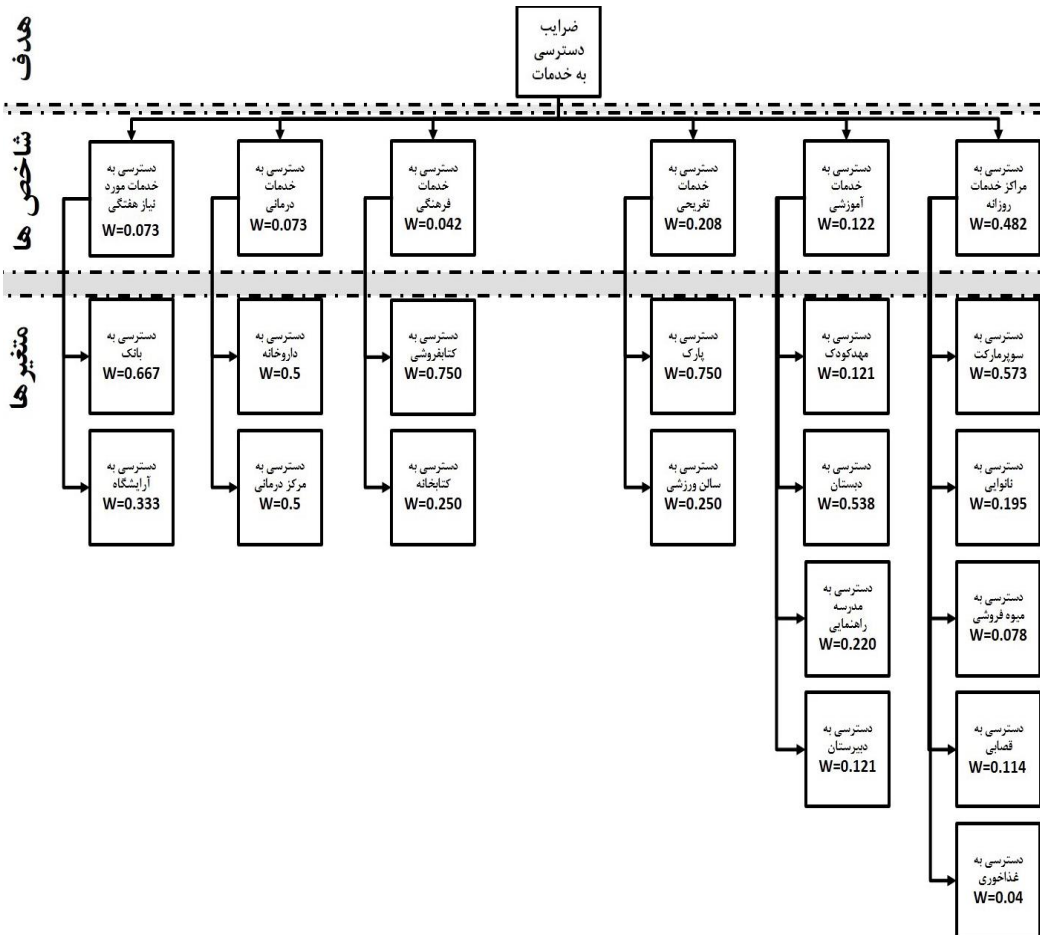 هدف
ضرایب
دسترسی
به خدمات
شاخص ها
دسترسی به
مراکز خدمات
روزانه
W=0.482
دسترسی به
خدمات
آموزشی
W=0.122
دسترسی به
خدمات
تفریحی
W=0.208
دسترسی به
خدمات
فرهنگی
W=0.042
دسترسی به
خدمات
درمانی
W=0.073
دسترسی به
خدمات مورد
نیاز هفتگی
W=0.073
متغیرها
دسترسی به
سوپرمارکت
W=0.573
دسترسی به
مهدکودک
W=0.121
دسترسی به
پارک
W=0.750
دسترسی به
کتابفروشی
W=0.750
دسترسی به
داروخانه
W=0.5
دسترسی به
بانک
W=0.667
دسترسی به
نانوایی
W=0.195
دسترسی به
دبستان
W=0.538
دسترسی به
سالن ورزشی
W=0.250
دسترسی به
کتابخانه
W=0.250
دسترسی به
مرکز درمانی
W=0.5
دسترسی به
آرایشگاه
W=0.333
دسترسی به
میوه فروشی
W=0.078
دسترسی به
مدرسه
راهنمایی
W=0.220
دسترسی به
قصابی
W=0.114
دسترسی به
دبیرستان
W=0.121
دسترسی به
غذاخوری
W=0.04